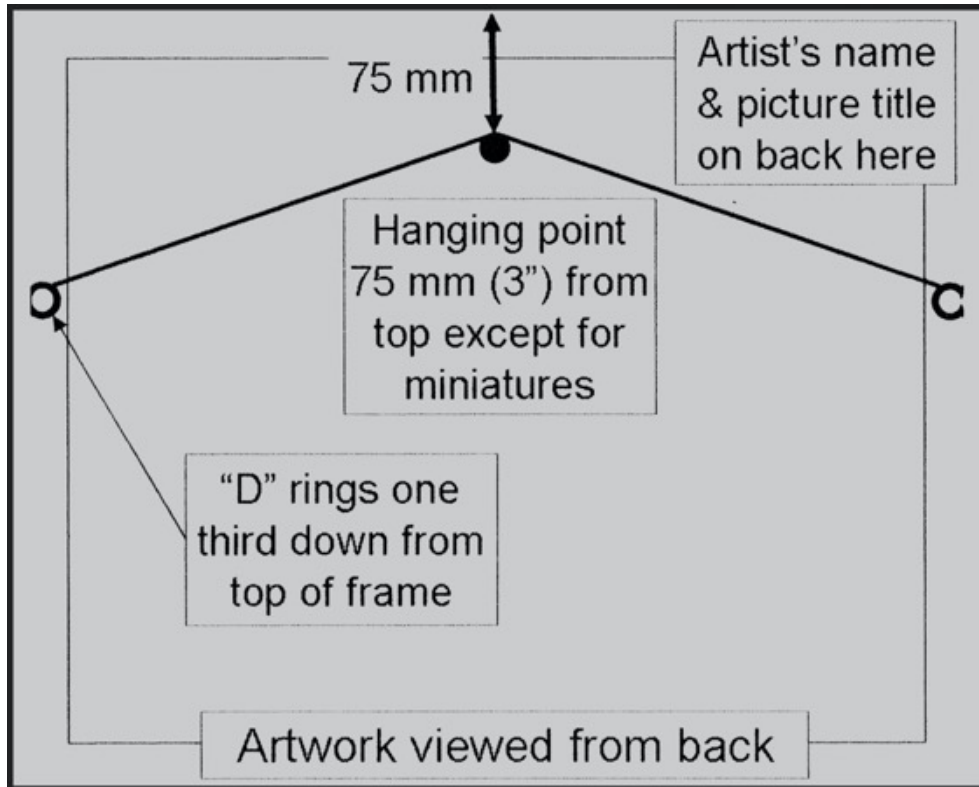 75 mm
Artist’s name
& picture title
on back here
Hanging point
75 mm (3”) from
top except for
miniatures
“D” rings one
third down from
top of frame
Artwork viewed from back